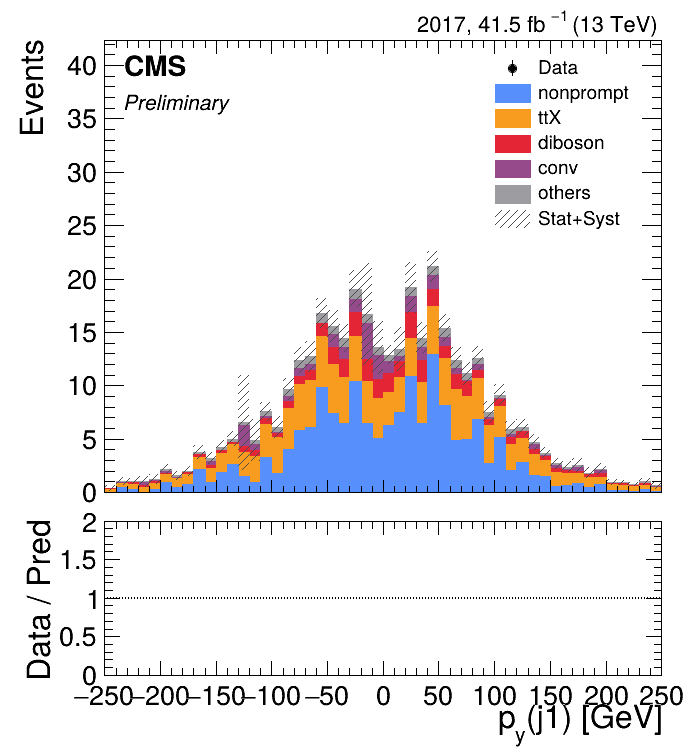 2017, 41.5 fb⁻¹ (13 TeV)
Events
CMS
Preliminary
Data
nonprompt
ttX
diboson
conv
others
Stat+Syst
40
35
30
25
20
15
10
5
0
Data / Pred
2
1.5
1
0.5
0
−250 −200 −150 −100 −50 0 50 100 150 200 250
p_y(j1) [GeV]